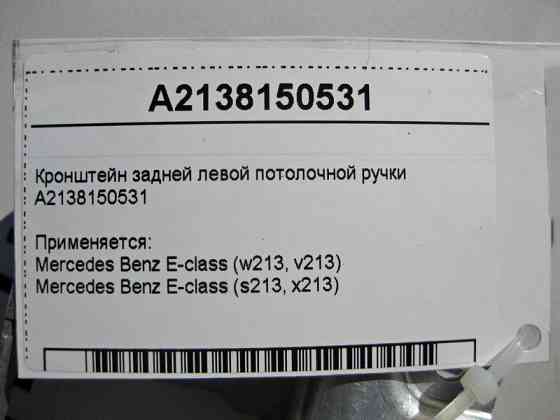 A2138150531
Кронштейн задней левой потолочной ручки
A2138150531
Применяется:
Mercedes Benz E-class (w213, v213)
Mercedes Benz E-class (s213, x213)